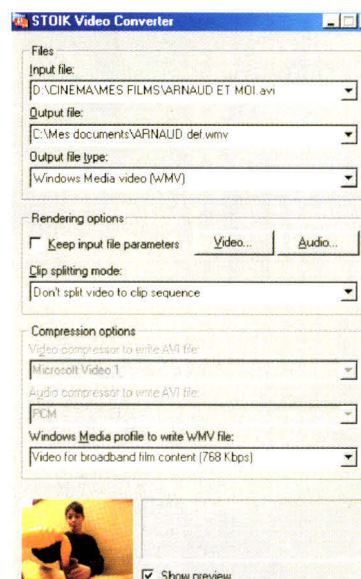 STOIK Video Converter
Files
Input file:
D:\CINEMA\MES FILMS\ARNAUD ET MOI.avi
Output file:
C:\Mes documents\ARNAUD def.wmv
Output file type:
Windows Media video (WMV)
Rendering options
Keep input file parameters
Video...
Audio...
Clip splitting mode:
Don't split video to clip sequence
Compression options
Video compressor to write AVI file:
Microsoft Video 1
Audio compressor to write AVI file:
PCM
Windows Media profile to write WMV file:
Video for broadband film content (768 Kbps)
Show preview